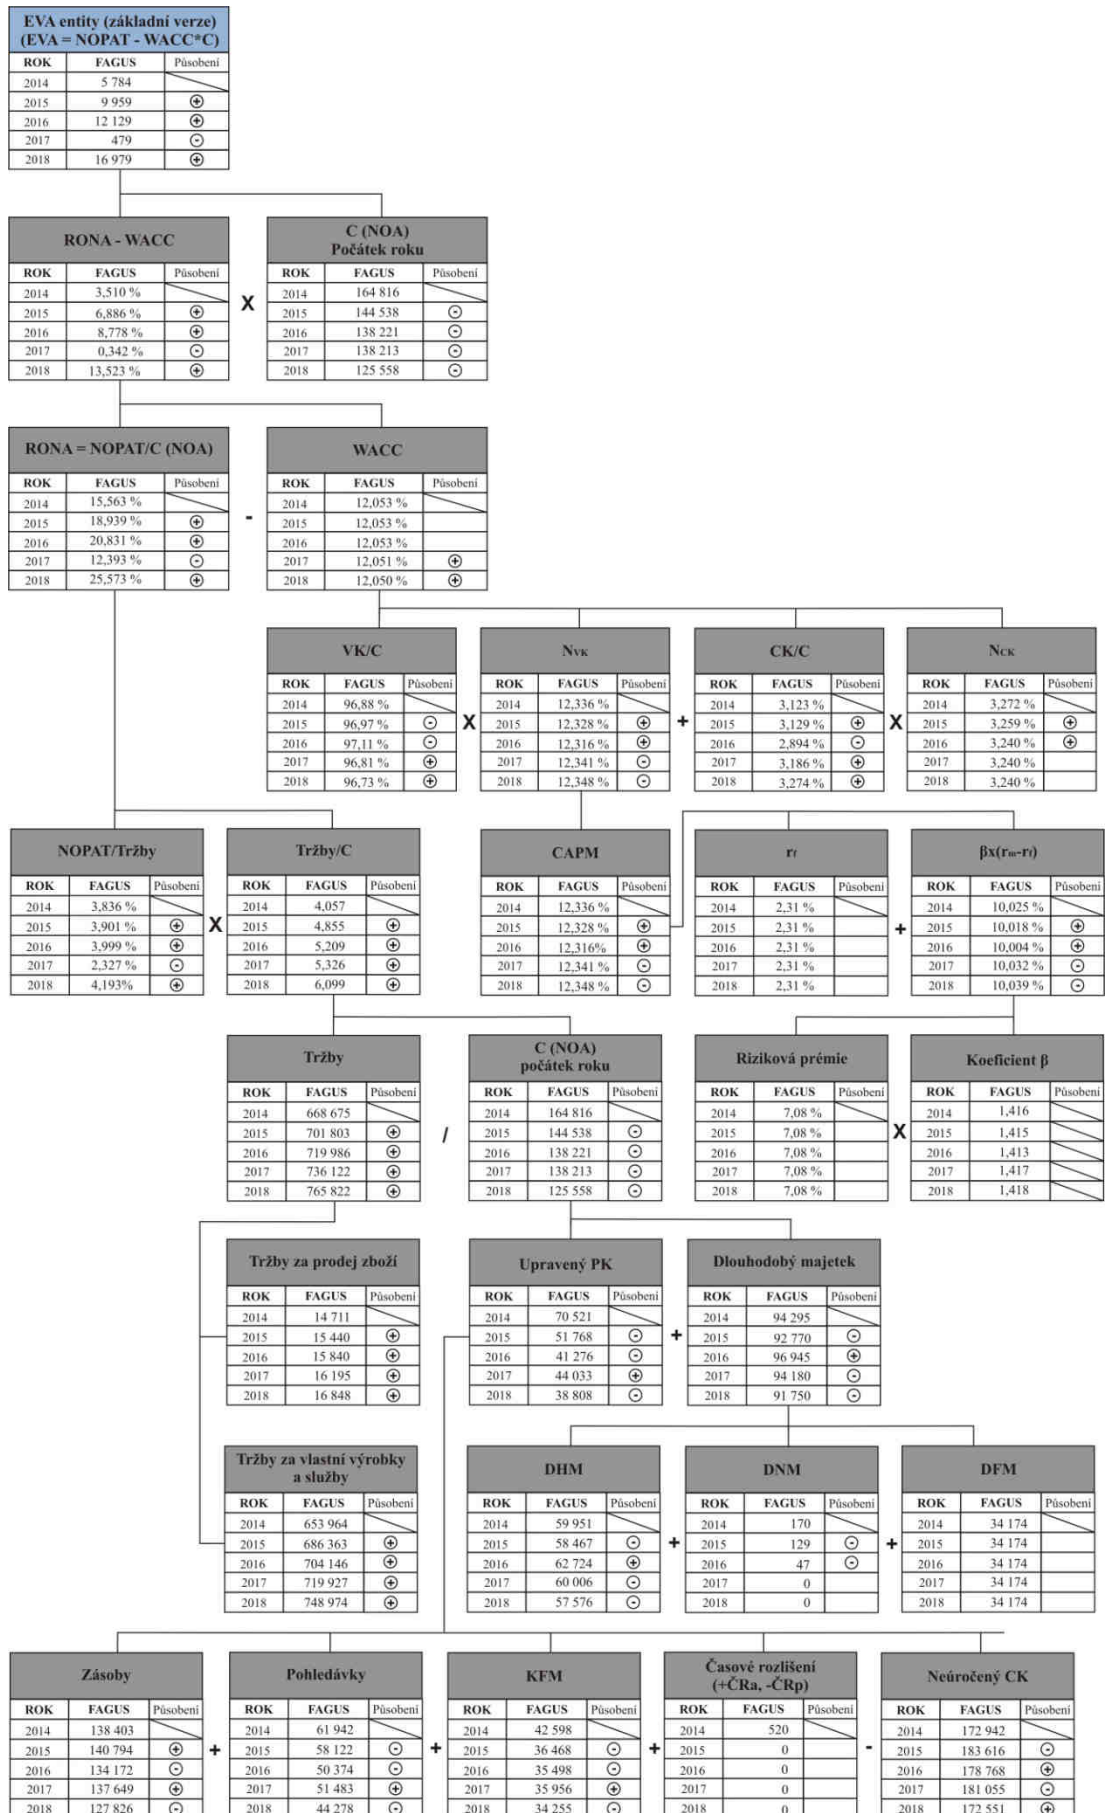 EVA entity (základní verze)
(EVA = NOPAT - WACC*C)
ROK FAGUS Působení
2014 5 784
2015 9 959 +
2016 12 129 +
2017 479 -
2018 16 979 +
RONA - WACC
ROK FAGUS Působení
2014 3,510 %
2015 6,886 % +
2016 8,778 % +
2017 0,342 % -
2018 13,523 % +
X
C (NOA)
Počátek roku
ROK FAGUS Působení
2014 164 816
2015 144 538 -
2016 138 221 -
2017 138 213 -
2018 125 558 -
RONA = NOPAT/C (NOA)
ROK FAGUS Působení
2014 15,563 %
2015 18,939 % +
2016 20,831 % +
2017 12,393 % -
2018 25,573 % +
-
WACC
ROK FAGUS Působení
2014 12,053 %
2015 12,053 %
2016 12,053 %
2017 12,051 % +
2018 12,050 % +
VK/C
ROK FAGUS Působení
2014 96,88 %
2015 96,97 % -
2016 97,11 % -
2017 96,81 % +
2018 96,73 % +
X
NVK
ROK FAGUS Působení
2014 12,336 %
2015 12,328 % +
2016 12,316 % +
2017 12,341 % -
2018 12,348 % -
+
CK/C
ROK FAGUS Působení
2014 3,123 %
2015 3,129 % +
2016 2,894 % -
2017 3,186 % +
2018 3,274 % +
X
NCK
ROK FAGUS Působení
2014 3,272 %
2015 3,259 % +
2016 3,240 % +
2017 3,240 %
2018 3,240 %
NOPAT/Tržby
ROK FAGUS Působení
2014 3,836 %
2015 3,901 % +
2016 3,999 % +
2017 2,327 % -
2018 4,193% +
X
Tržby/C
ROK FAGUS Působení
2014 4,057
2015 4,855 +
2016 5,209 +
2017 5,326 +
2018 6,099 +
CAPM
ROK FAGUS Působení
2014 12,336 %
2015 12,328 % +
2016 12,316% +
2017 12,341 % -
2018 12,348 % -
rf
ROK FAGUS Působení
2014 2,31 %
2015 2,31 %
2016 2,31 %
2017 2,31 %
2018 2,31 %
+
βx(rm-rf)
ROK FAGUS Působení
2014 10,025 %
2015 10,018 % +
2016 10,004 % +
2017 10,032 % -
2018 10,039 % -
Tržby
ROK FAGUS Působení
2014 668 675
2015 701 803 +
2016 719 986 +
2017 736 122 +
2018 765 822 +
/
C (NOA)
počátek roku
ROK FAGUS Působení
2014 164 816
2015 144 538 -
2016 138 221 -
2017 138 213 -
2018 125 558 -
Riziková prémie
ROK FAGUS Působení
2014 7,08 %
2015 7,08 %
2016 7,08 %
2017 7,08 %
2018 7,08 %
X
Koeficient β
ROK FAGUS Působení
2014 1,416
2015 1,415
2016 1,413
2017 1,417
2018 1,418
Tržby za prodej zboží
ROK FAGUS Působení
2014 14 711
2015 15 440 +
2016 15 840 +
2017 16 195 +
2018 16 848 +
Upravený PK
ROK FAGUS Působení
2014 70 521
2015 51 768 -
2016 41 276 -
2017 44 033 +
2018 38 808 -
+
Dlouhodobý majetek
ROK FAGUS Působení
2014 94 295
2015 92 770 -
2016 96 945 +
2017 94 180 -
2018 91 750 -
Tržby za vlastní výrobky
a služby
ROK FAGUS Působení
2014 653 964
2015 686 363 +
2016 704 146 +
2017 719 927 +
2018 748 974 +
DHM
ROK FAGUS Působení
2014 59 951
2015 58 467 -
2016 62 724 +
2017 60 006 -
2018 57 576 -
+
DNM
ROK FAGUS Působení
2014 170
2015 129 -
2016 47 -
2017 0
2018 0
+
DFM
ROK FAGUS Působení
2014 34 174
2015 34 174
2016 34 174
2017 34 174
2018 34 174
Zásoby
ROK FAGUS Působení
2014 138 403
2015 140 794 +
2016 134 172 -
2017 137 649 +
2018 127 826 -
+
Pohledávky
ROK FAGUS Působení
2014 61 942
2015 58 122 -
2016 50 374 -
2017 51 483 +
2018 44 278 -
+
KFM
ROK FAGUS Působení
2014 42 598
2015 36 468 -
2016 35 498 -
2017 35 956 +
2018 34 255 -
+
Časové rozlišení
(+ČRa, -ČRp)
ROK FAGUS Působení
2014 520
2015 0
2016 0
2017 0
2018 0
-
Neúročený CK
ROK FAGUS Působení
2014 172 942
2015 183 616 -
2016 178 768 +
2017 181 055 -
2018 172 551 +